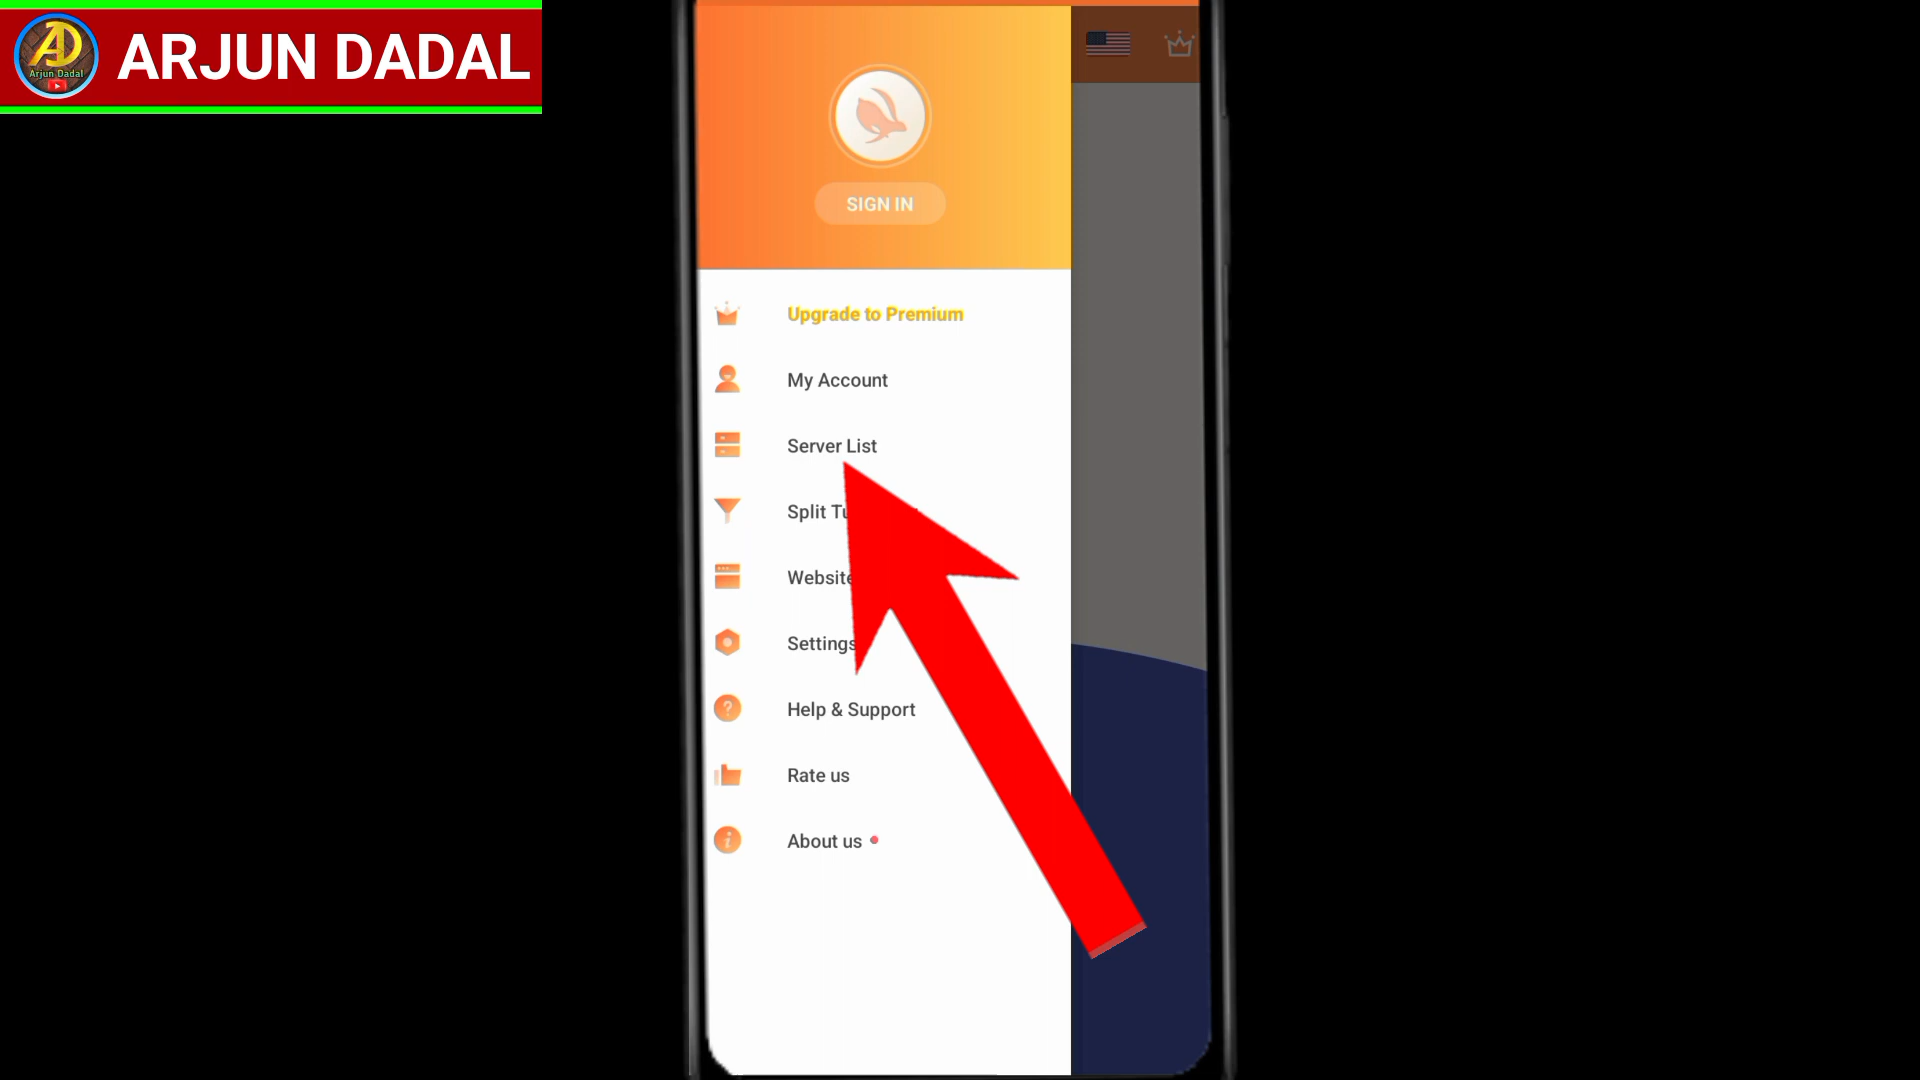 ARJUN DADAL
Arjun Dadal
SIGN IN
Upgrade to Premium
My Account
Server List
Split
Website
Settings
Help & Support
Rate us
About us